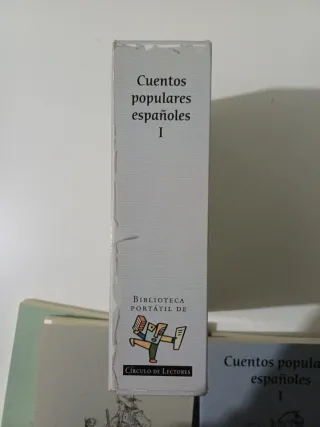 Cuentos
populares
españoles
I
BIBLIOTECA
PORTÁTIL DE
CÍRCULO DE LECTORES
Cuentos popula
españoles
I